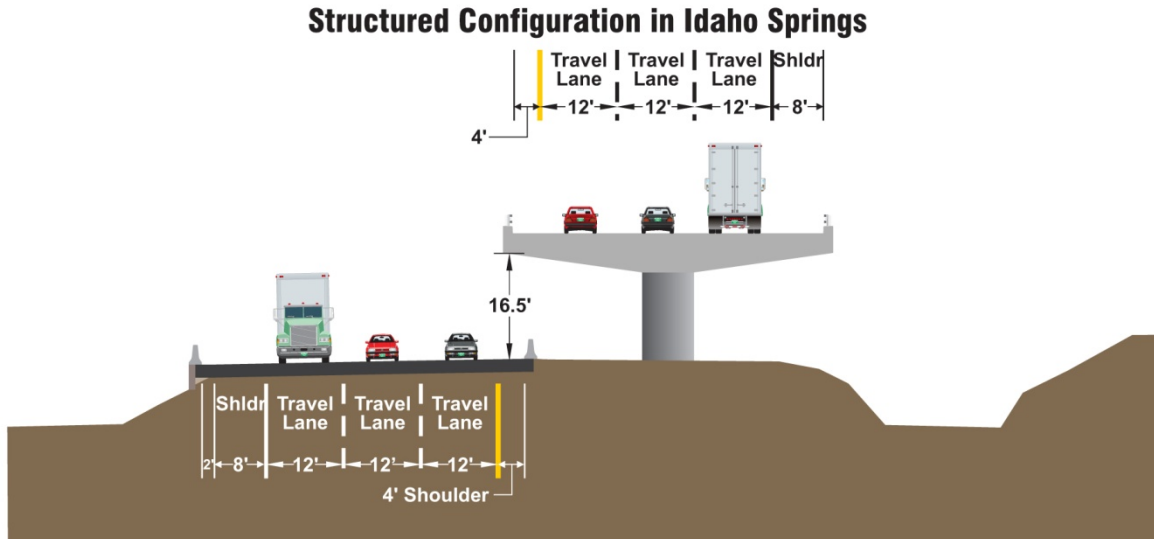 Structured Configuration in Idaho Springs
Travel Travel Travel Shldr
Lane Lane Lane
12' 12' 12' 8'
4'
16.5'
Shldr Travel Travel Travel
Lane Lane Lane
2' 8' 12' 12' 12'
4' Shoulder